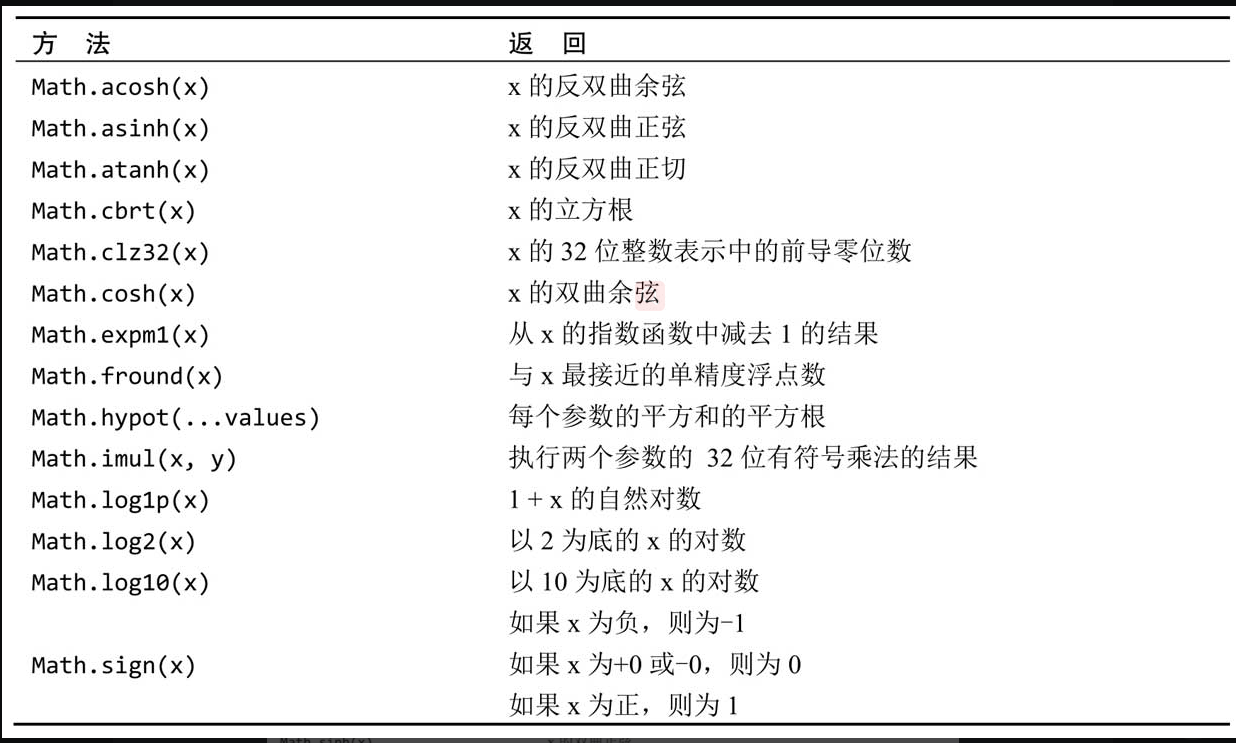 方 法 返 回
Math.acosh(x) x 的反双曲余弦
Math.asinh(x) x 的反双曲正弦
Math.atanh(x) x 的反双曲正切
Math.cbrt(x) x 的立方根
Math.clz32(x) x 的 32 位整数表示中的前导零位数
Math.cosh(x) x 的双曲余弦
Math.expm1(x) 从 x 的指数函数中减去 1 的结果
Math.fround(x) 与 x 最接近的单精度浮点数
Math.hypot(...values) 每个参数的平方和的平方根
Math.imul(x, y) 执行两个参数的 32 位有符号乘法的结果
Math.log1p(x) 1 + x 的自然对数
Math.log2(x) 以 2 为底的 x 的对数
Math.log10(x) 以 10 为底的 x 的对数
如果 x 为负，则为−1
Math.sign(x) 如果 x 为+0 或−0，则为 0
如果 x 为正，则为 1